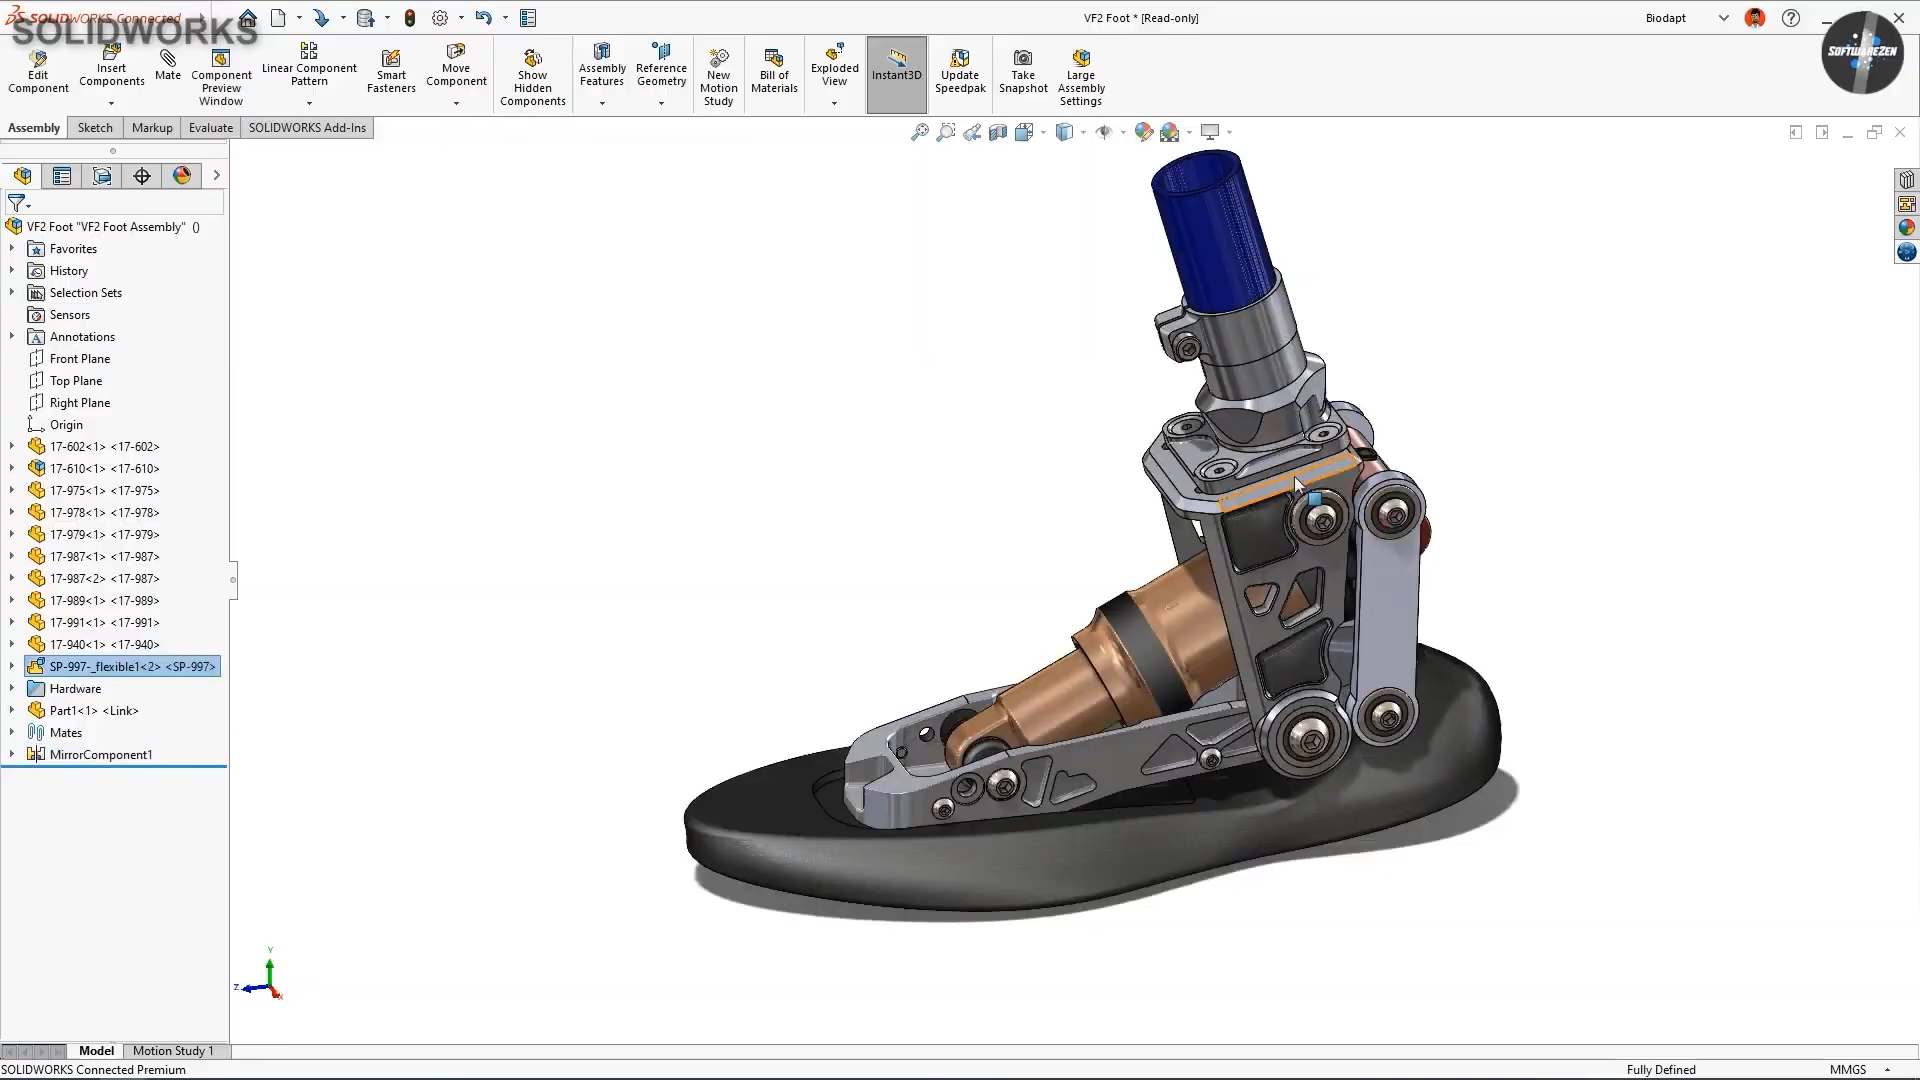 SOLIDWORKS Connected
SOLIDWORKS
VF2 Foot * [Read-only]
Biodapt
SOFTWAREZEN
Edit Component
Insert Components
Mate
Component Preview Window
Linear Component Pattern
Smart Fasteners
Move Component
Show Hidden Components
Assembly Features
Reference Geometry
New Motion Study
Bill of Materials
Exploded View
Instant3D
Update Speedpak
Take Snapshot
Large Assembly Settings
Assembly Sketch Markup Evaluate SOLIDWORKS Add-Ins
VF2 Foot "VF2 Foot Assembly" ()
Favorites
History
Selection Sets
Sensors
Annotations
Front Plane
Top Plane
Right Plane
Origin
17-602<1> <17-602>
17-610<1> <17-610>
17-975<1> <17-975>
17-978<1> <17-978>
17-979<1> <17-979>
17-987<1> <17-987>
17-987<2> <17-987>
17-989<1> <17-989>
17-991<1> <17-991>
17-940<1> <17-940>
SP-997-_flexible1<2> <SP-997>
Hardware
Part1<1> <Link>
Mates
MirrorComponent1
Y
Z
X
Model Motion Study 1
SOLIDWORKS Connected Premium
Fully Defined
MMGS